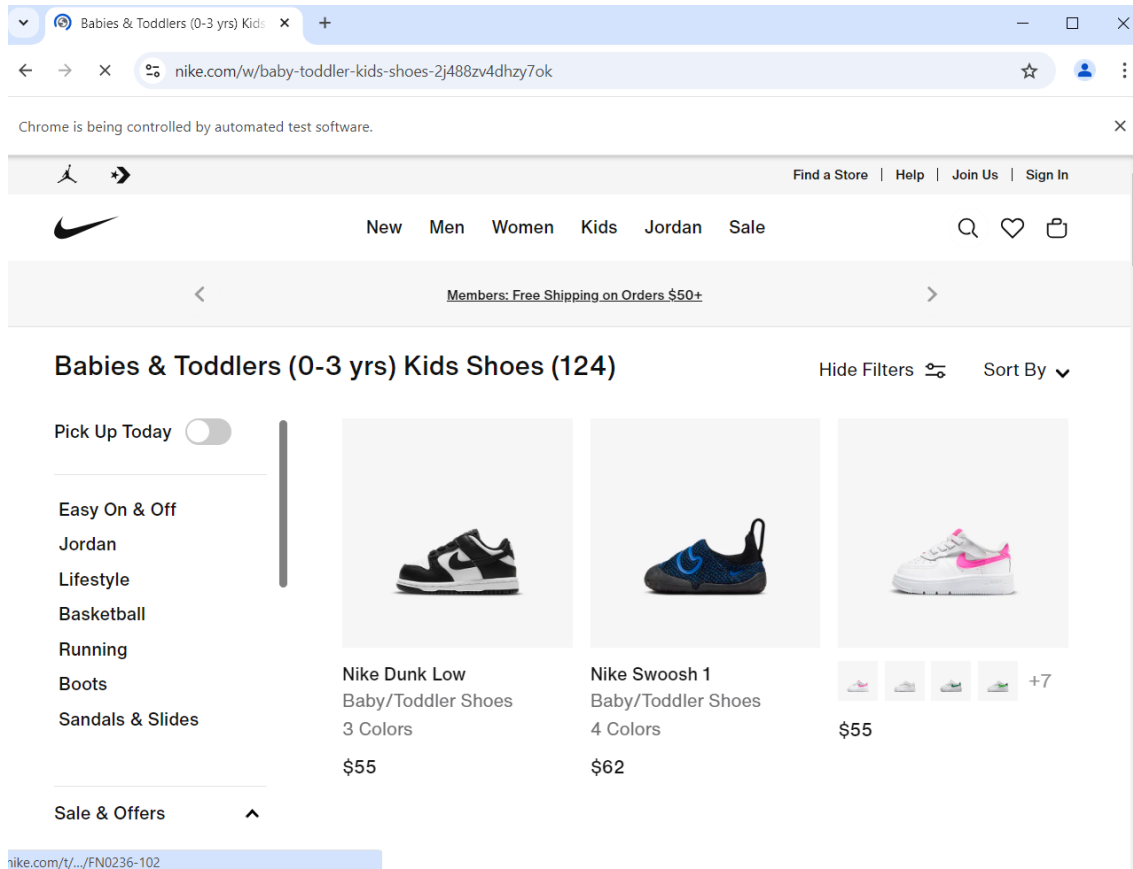 Babies & Toddlers (0-3 yrs) Kids
nike.com/w/baby-toddler-kids-shoes-2j488zv4dhzy7ok
Chrome is being controlled by automated test software.
Find a Store | Help | Join Us | Sign In
New Men Women Kids Jordan Sale
Members: Free Shipping on Orders $50+
Babies & Toddlers (0-3 yrs) Kids Shoes (124)
Hide Filters Sort By
Pick Up Today
Easy On & Off
Jordan
Lifestyle
Basketball
Running
Boots
Sandals & Slides
Sale & Offers
Nike Dunk Low
Baby/Toddler Shoes
3 Colors
$55
Nike Swoosh 1
Baby/Toddler Shoes
4 Colors
$62
+7
$55
nike.com/t/.../FN0236-102